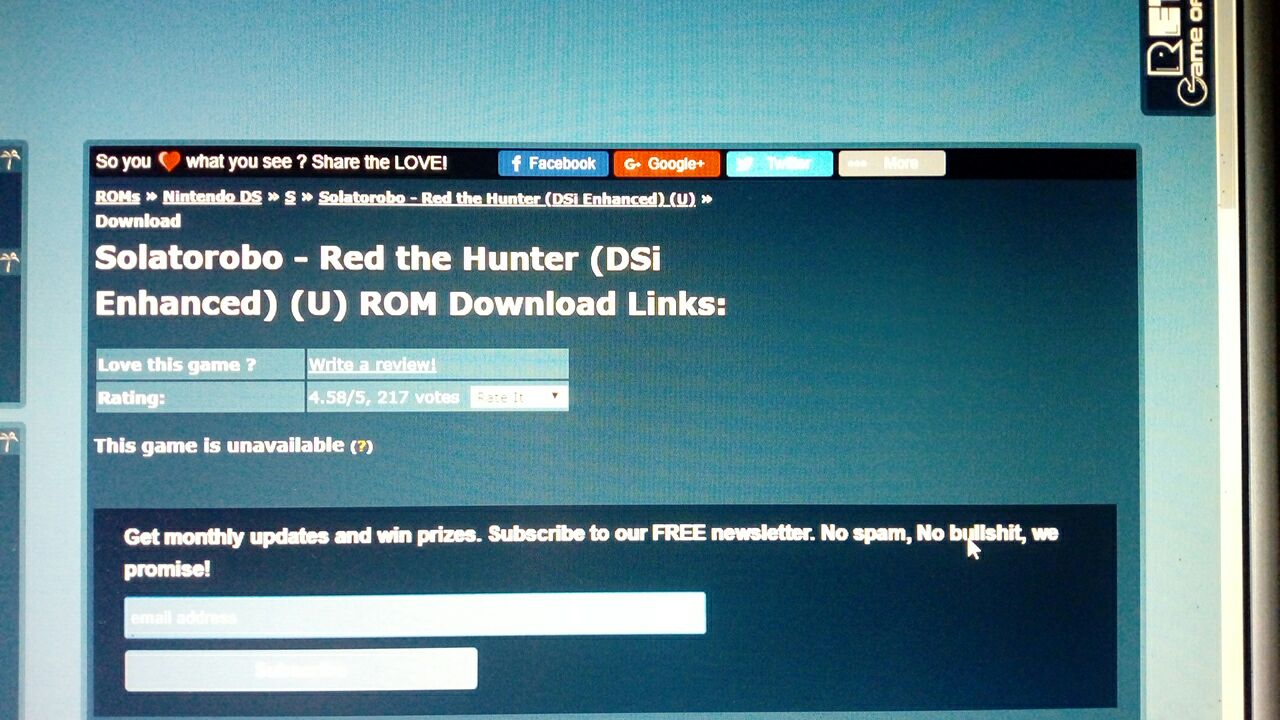 RET
Game of
So you what you see ? Share the LOVE!
f Facebook
G+ Google+
Twitter
More
ROMs » Nintendo DS » S » Solatorobo - Red the Hunter (DSi Enhanced) (U) »
Download
Solatorobo - Red the Hunter (DSi
Enhanced) (U) ROM Download Links:
Love this game ? Write a review!
Rating: 4.58/5, 217 votes Rate It
This game is unavailable (?)
Get monthly updates and win prizes. Subscribe to our FREE newsletter. No spam, No bullshit, we
promise!
email address
Subscribe